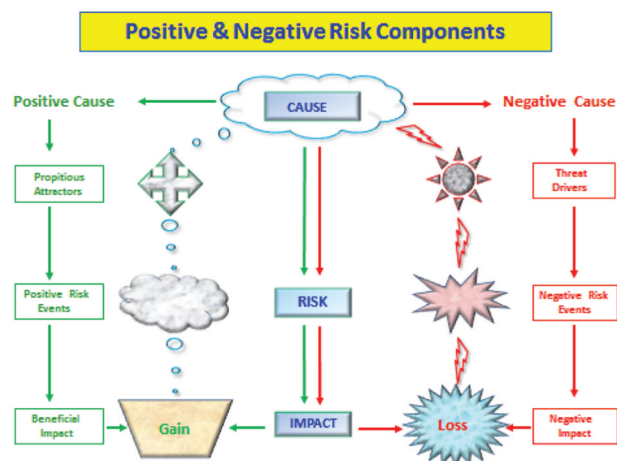 Positive & Negative Risk Components
Positive Cause
CAUSE
Negative Cause
Propitious
Attractors
Threat
Drivers
Positive Risk
Events
RISK
Negative Risk
Events
Beneficial
Impact
Gain
IMPACT
Loss
Negative
Impact